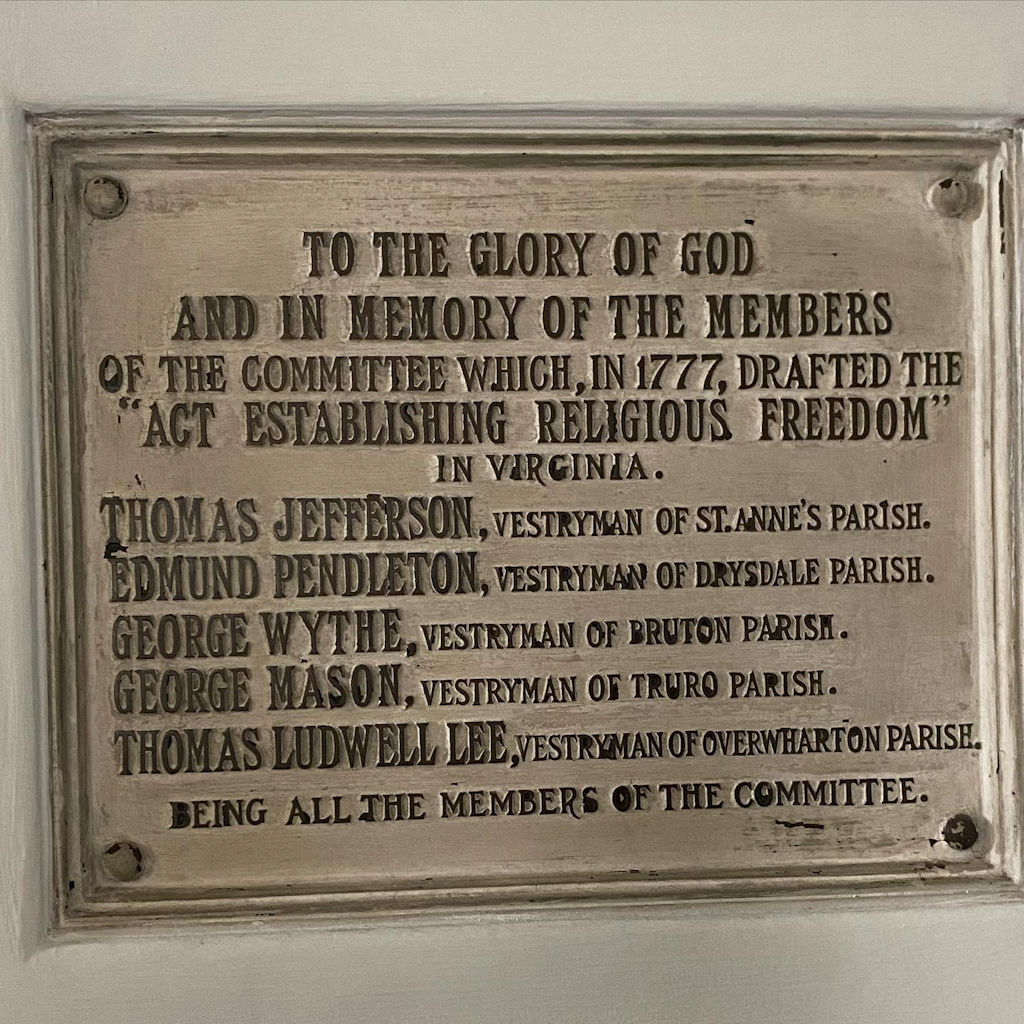 TO THE GLORY OF GOD
AND IN MEMORY OF THE MEMBERS
OF THE COMMITTEE WHICH, IN 1777, DRAFTED THE
“ACT ESTABLISHING RELIGIOUS FREEDOM”
IN VIRGINIA.
THOMAS JEFFERSON, VESTRYMAN OF ST. ANNE'S PARISH.
EDMUND PENDLETON, VESTRYMAN OF DRYSDALE PARISH.
GEORGE WYTHE, VESTRYMAN OF BRUTON PARISH.
GEORGE MASON, VESTRYMAN OF TRURO PARISH.
THOMAS LUDWELL LEE, VESTRYMAN OF OVERWHARTON PARISH.
BEING ALL THE MEMBERS OF THE COMMITTEE.